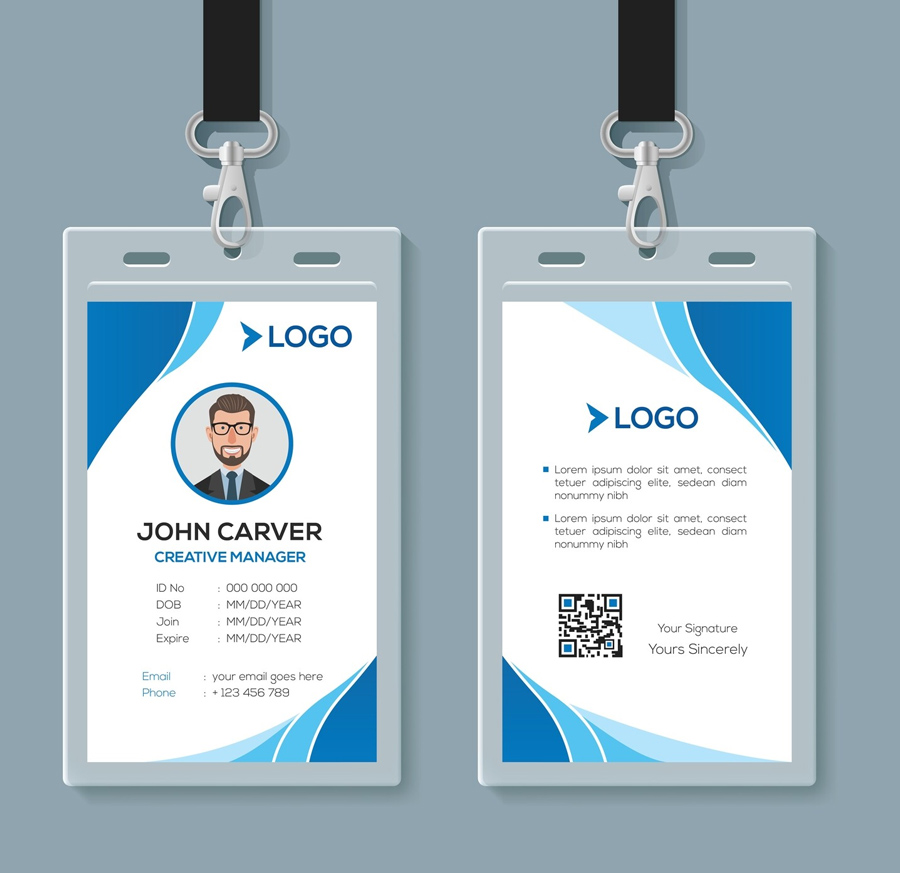 LOGO
JOHN CARVER
CREATIVE MANAGER
ID No : 000 000 000
DOB : MM/DD/YEAR
Join : MM/DD/YEAR
Expire : MM/DD/YEAR
Email : your email goes here
Phone : +123 456 789
LOGO
Lorem ipsum dolor sit amet, consect
tetuer adipiscing elite, sedean diam
nonummy nibh
Lorem ipsum dolor sit amet, consect
tetuer adipiscing elite, sedean diam
nonummy nibh
Your Signature
Yours Sincerely